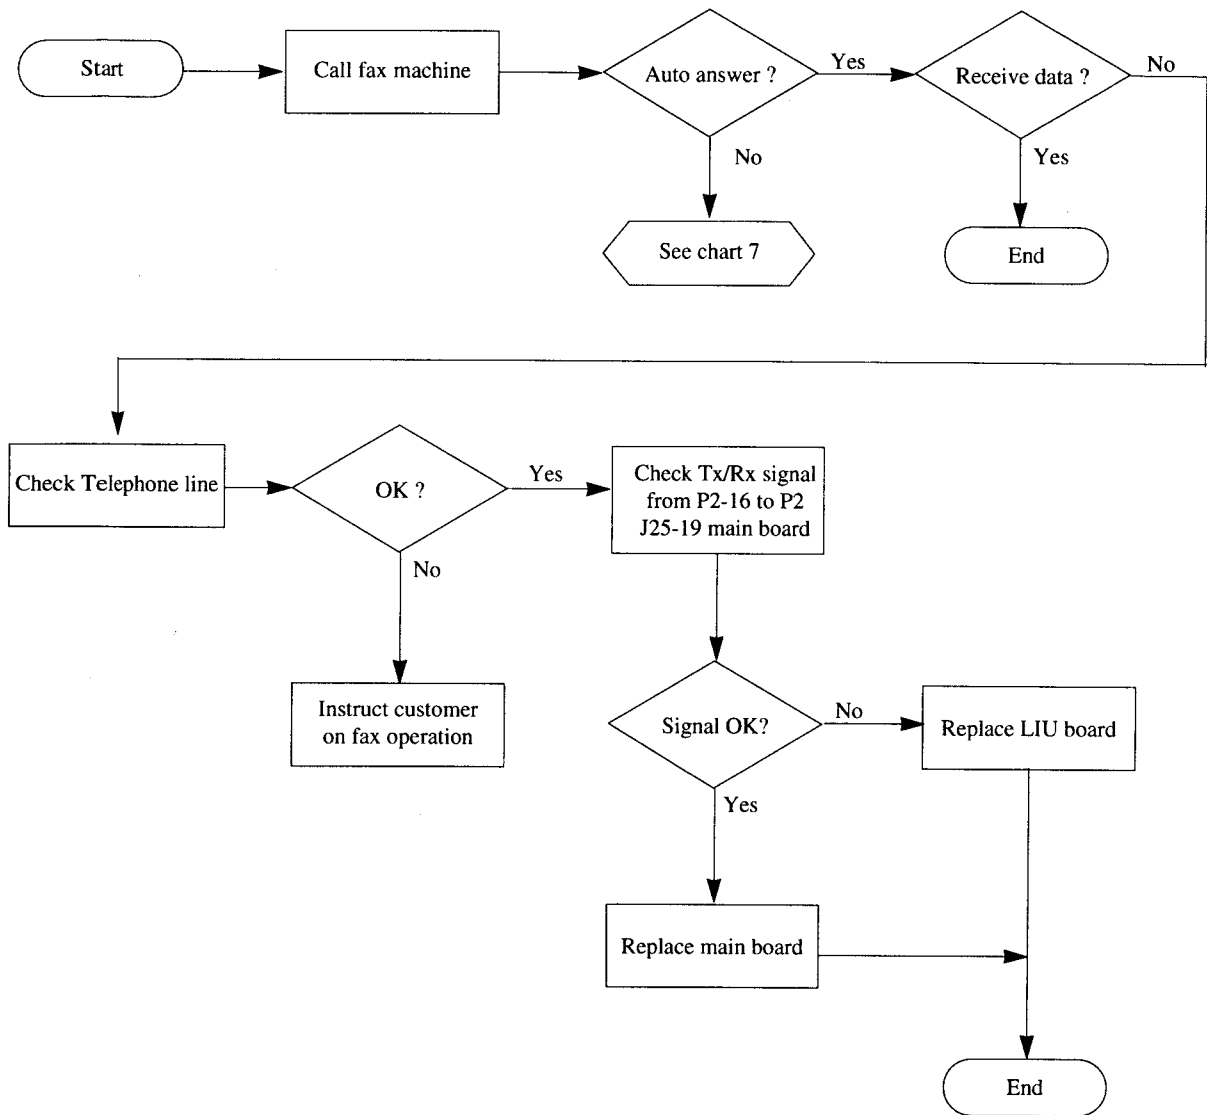 Start
Call fax machine
Auto answer ?
Yes
Receive data ?
No
No
Yes
See chart 7
End
Check Telephone line
OK ?
Yes
Check Tx/Rx signal
from P2-16 to P2
J25-19 main board
No
Instruct customer
on fax operation
Signal OK?
No
Replace LIU board
Yes
Replace main board
End